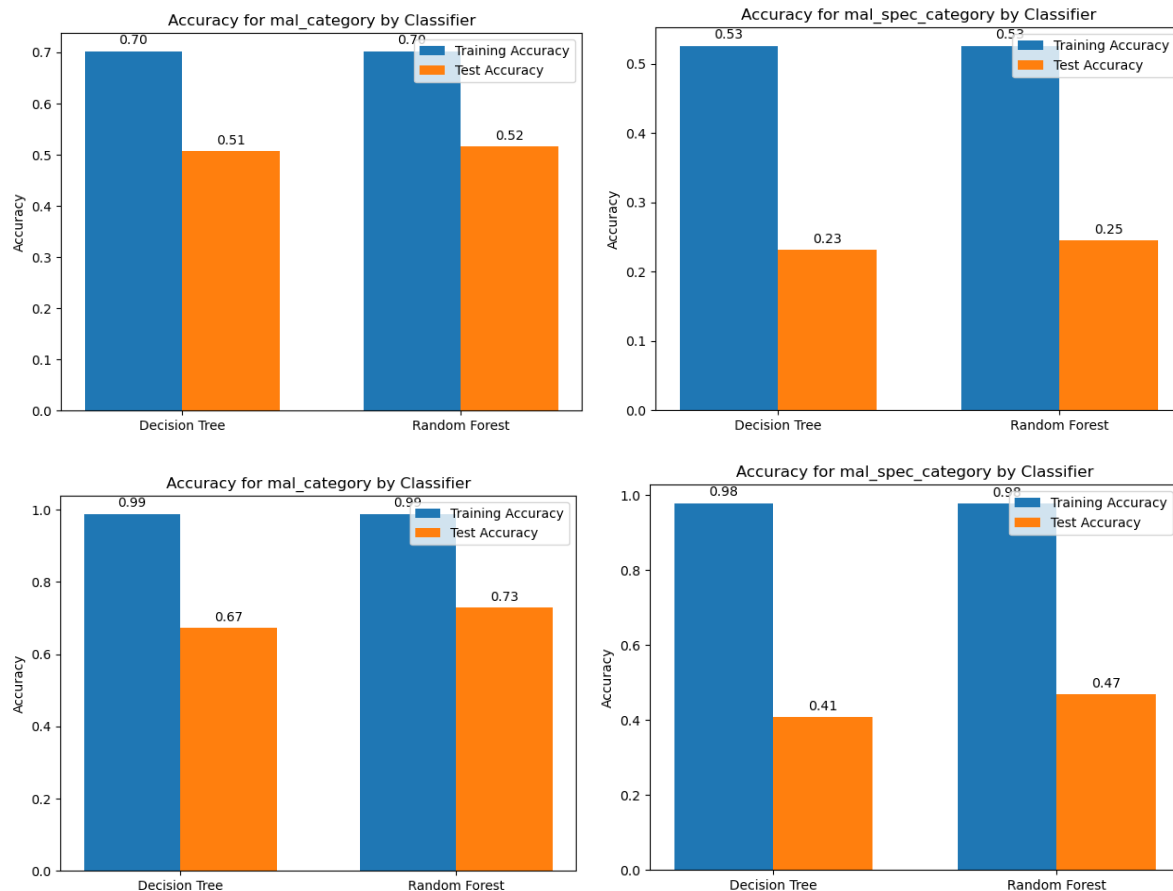 Accuracy for mal_category by Classifier
0.70
0.70
Training Accuracy
Test Accuracy
0.7
0.6
0.5
0.4
0.3
0.2
0.1
0.0
Accuracy
0.51
0.52
Decision Tree
Random Forest
Accuracy for mal_spec_category by Classifier
0.53
0.53
Training Accuracy
Test Accuracy
0.5
0.4
0.3
0.2
0.1
0.0
Accuracy
0.23
0.25
Decision Tree
Random Forest
Accuracy for mal_category by Classifier
0.99
0.99
Training Accuracy
Test Accuracy
1.0
0.8
0.6
0.4
0.2
0.0
Accuracy
0.67
0.73
Decision Tree
Random Forest
Accuracy for mal_spec_category by Classifier
0.98
0.98
Training Accuracy
Test Accuracy
1.0
0.8
0.6
0.4
0.2
0.0
Accuracy
0.41
0.47
Decision Tree
Random Forest